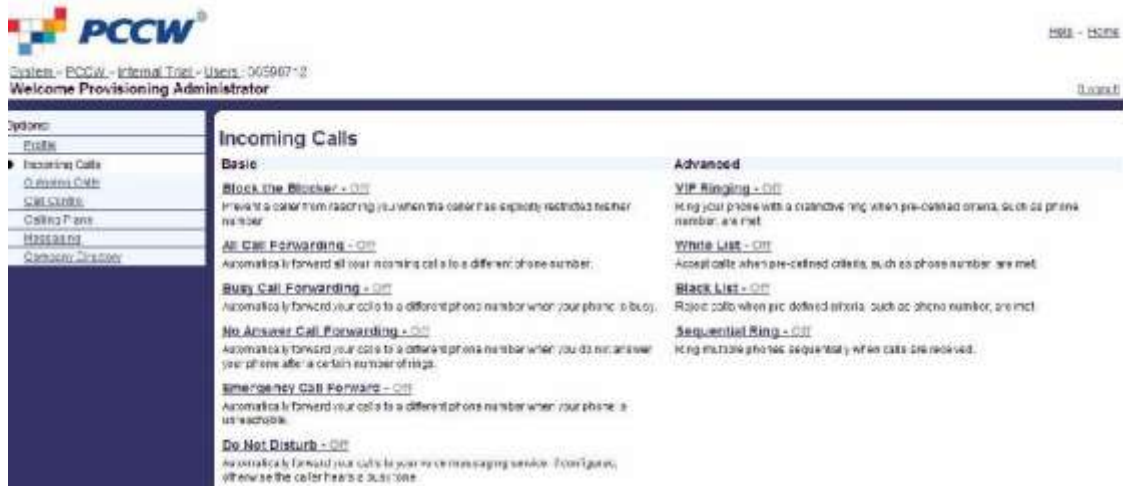 PCCW®
Help - Home
System - PCCW - Internal Trial - Users :
Welcome Provisioning Administrator
[Logout]
Options:
Profile
Incoming Calls
Outgoing Calls
Call Control
Calling Plans
Messaging
Company Directory
Incoming Calls
Basic
Block the Blocker - Off
Prevent a caller from reaching you when the caller has explicitly restricted his/her
number
All Call Forwarding - Off
Automatically forward all your incoming calls to a different phone number.
Busy Call Forwarding - Off
Automatically forward your calls to a different phone number when your phone is busy.
No Answer Call Forwarding - Off
Automatically forward your calls to a different phone number when you do not answer
your phone after a certain number of rings.
Emergency Call Forward - Off
Automatically forward your calls to a different phone number when your phone is
unreachable.
Do Not Disturb - Off
Automatically forward your calls to your voice messaging service, if configured,
otherwise the caller hears a busy tone
Advanced
VIP Ringing - Off
Ring your phone with a distinctive ring when pre-defined criteria, such as phone
number, are met
White List - Off
Accept calls when pre-defined criteria, such as phone number are met
Black List - Off
Reject calls when pre-defined criteria, such as phone number, are met.
Sequential Ring - Off
Ring multiple phones sequentially when calls are received.